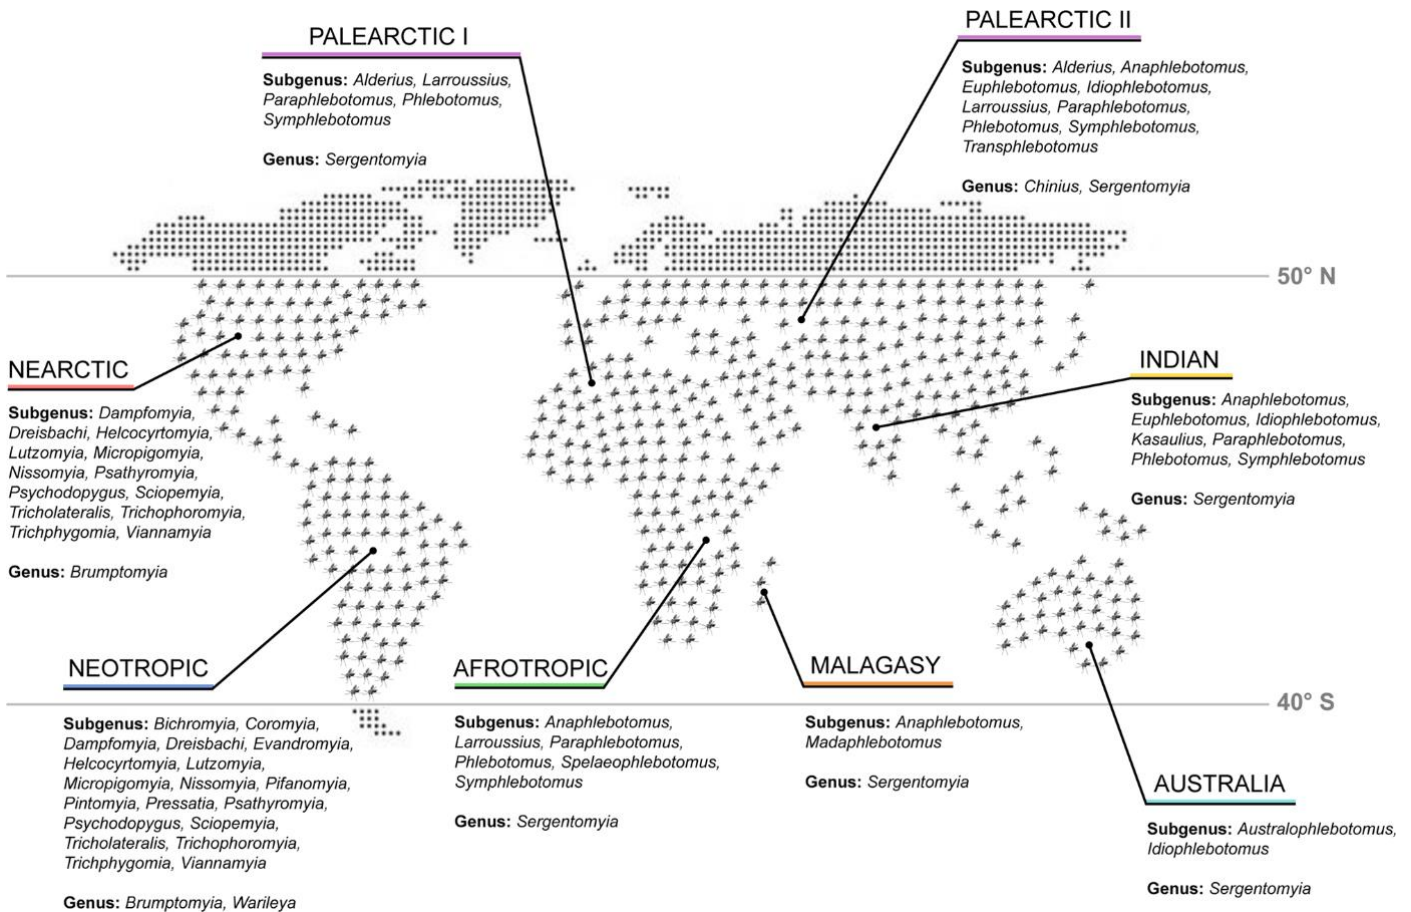 PALEARCTIC I
Subgenus: Alderius, Larroussius,
Paraphlebotomus, Phlebotomus,
Symphlebotomus
Genus: Sergentomyia
PALEARCTIC II
Subgenus: Alderius, Anaphlebotomus,
Euphlebotomus, Idiophlebotomus,
Larroussius, Paraphlebotomus,
Phlebotomus, Symphlebotomus,
Transphlebotomus
Genus: Chinius, Sergentomyia
50° N
NEARCTIC
Subgenus: Dampfomyia,
Dreisbachi, Helcocyrtomyia,
Lutzomyia, Micropigomyia,
Nissomyia, Psathyromyia,
Psychodopygus, Sciopemyia,
Tricholateralis, Trichophoromyia,
Trichphygomia, Viannamyia
Genus: Brumptomyia
INDIAN
Subgenus: Anaphlebotomus,
Euphlebotomus, Idiophlebotomus,
Kasaulius, Paraphlebotomus,
Phlebotomus, Symphlebotomus
Genus: Sergentomyia
NEOTROPIC
Subgenus: Bichromyia, Coromyia,
Dampfomyia, Dreisbachi, Evandromyia,
Helcocyrtomyia, Lutzomyia,
Micropigomyia, Nissomyia, Pifanomyia,
Pintomyia, Pressatia, Psathyromyia,
Psychodopygus, Sciopemyia,
Tricholateralis, Trichophoromyia,
Trichphygomia, Viannamyia
Genus: Brumptomyia, Warileya
AFROTROPIC
Subgenus: Anaphlebotomus,
Larroussius, Paraphlebotomus,
Phlebotomus, Spelaeophlebotomus,
Symphlebotomus
Genus: Sergentomyia
MALAGASY
Subgenus: Anaphlebotomus,
Madaphlebotomus
Genus: Sergentomyia
40° S
AUSTRALIA
Subgenus: Australophlebotomus,
Idiophlebotomus
Genus: Sergentomyia